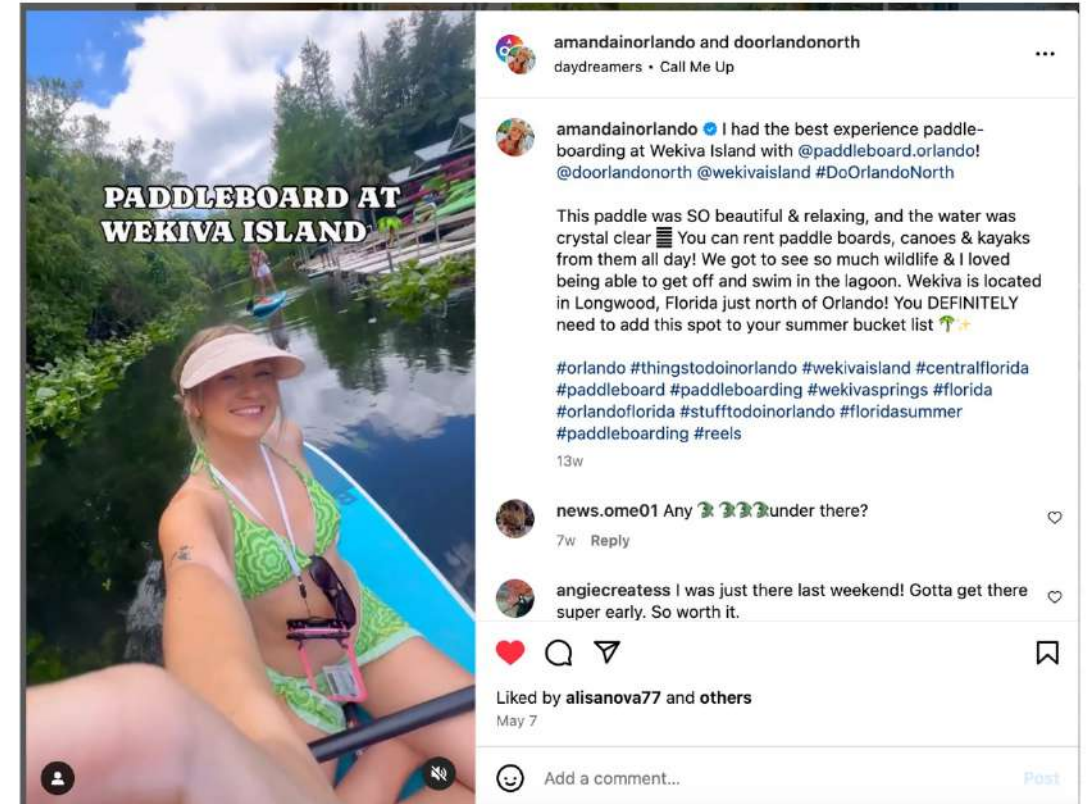 PADDLEBOARD AT
WEKIVA ISLAND
amandainorlando and doorlandonorth
daydreamers • Call Me Up
amandainorlando I had the best experience paddle-
boarding at Wekiva Island with @paddleboard.orlando!
@doorlandonorth @wekivaisland #DoOrlandoNorth
This paddle was SO beautiful & relaxing, and the water was
crystal clear You can rent paddle boards, canoes & kayaks
from them all day! We got to see so much wildlife & I loved
being able to get off and swim in the lagoon. Wekiva is located
in Longwood, Florida just north of Orlando! You DEFINITELY
need to add this spot to your summer bucket list 🌴✨
#orlando #thingstodoinorlando #wekivaisland #centralflorida
#paddleboard #paddleboarding #wekivasprings #florida
#orlandoflorida #stufftodoinorlando #floridasummer
#paddleboarding #reels
13w
news.ome01 Any 🐊 🐊🐊🐊under there?
7w Reply
angiecreatess I was just there last weekend! Gotta get there
super early. So worth it.
Liked by alisanova77 and others
May 7
Add a comment...
Post